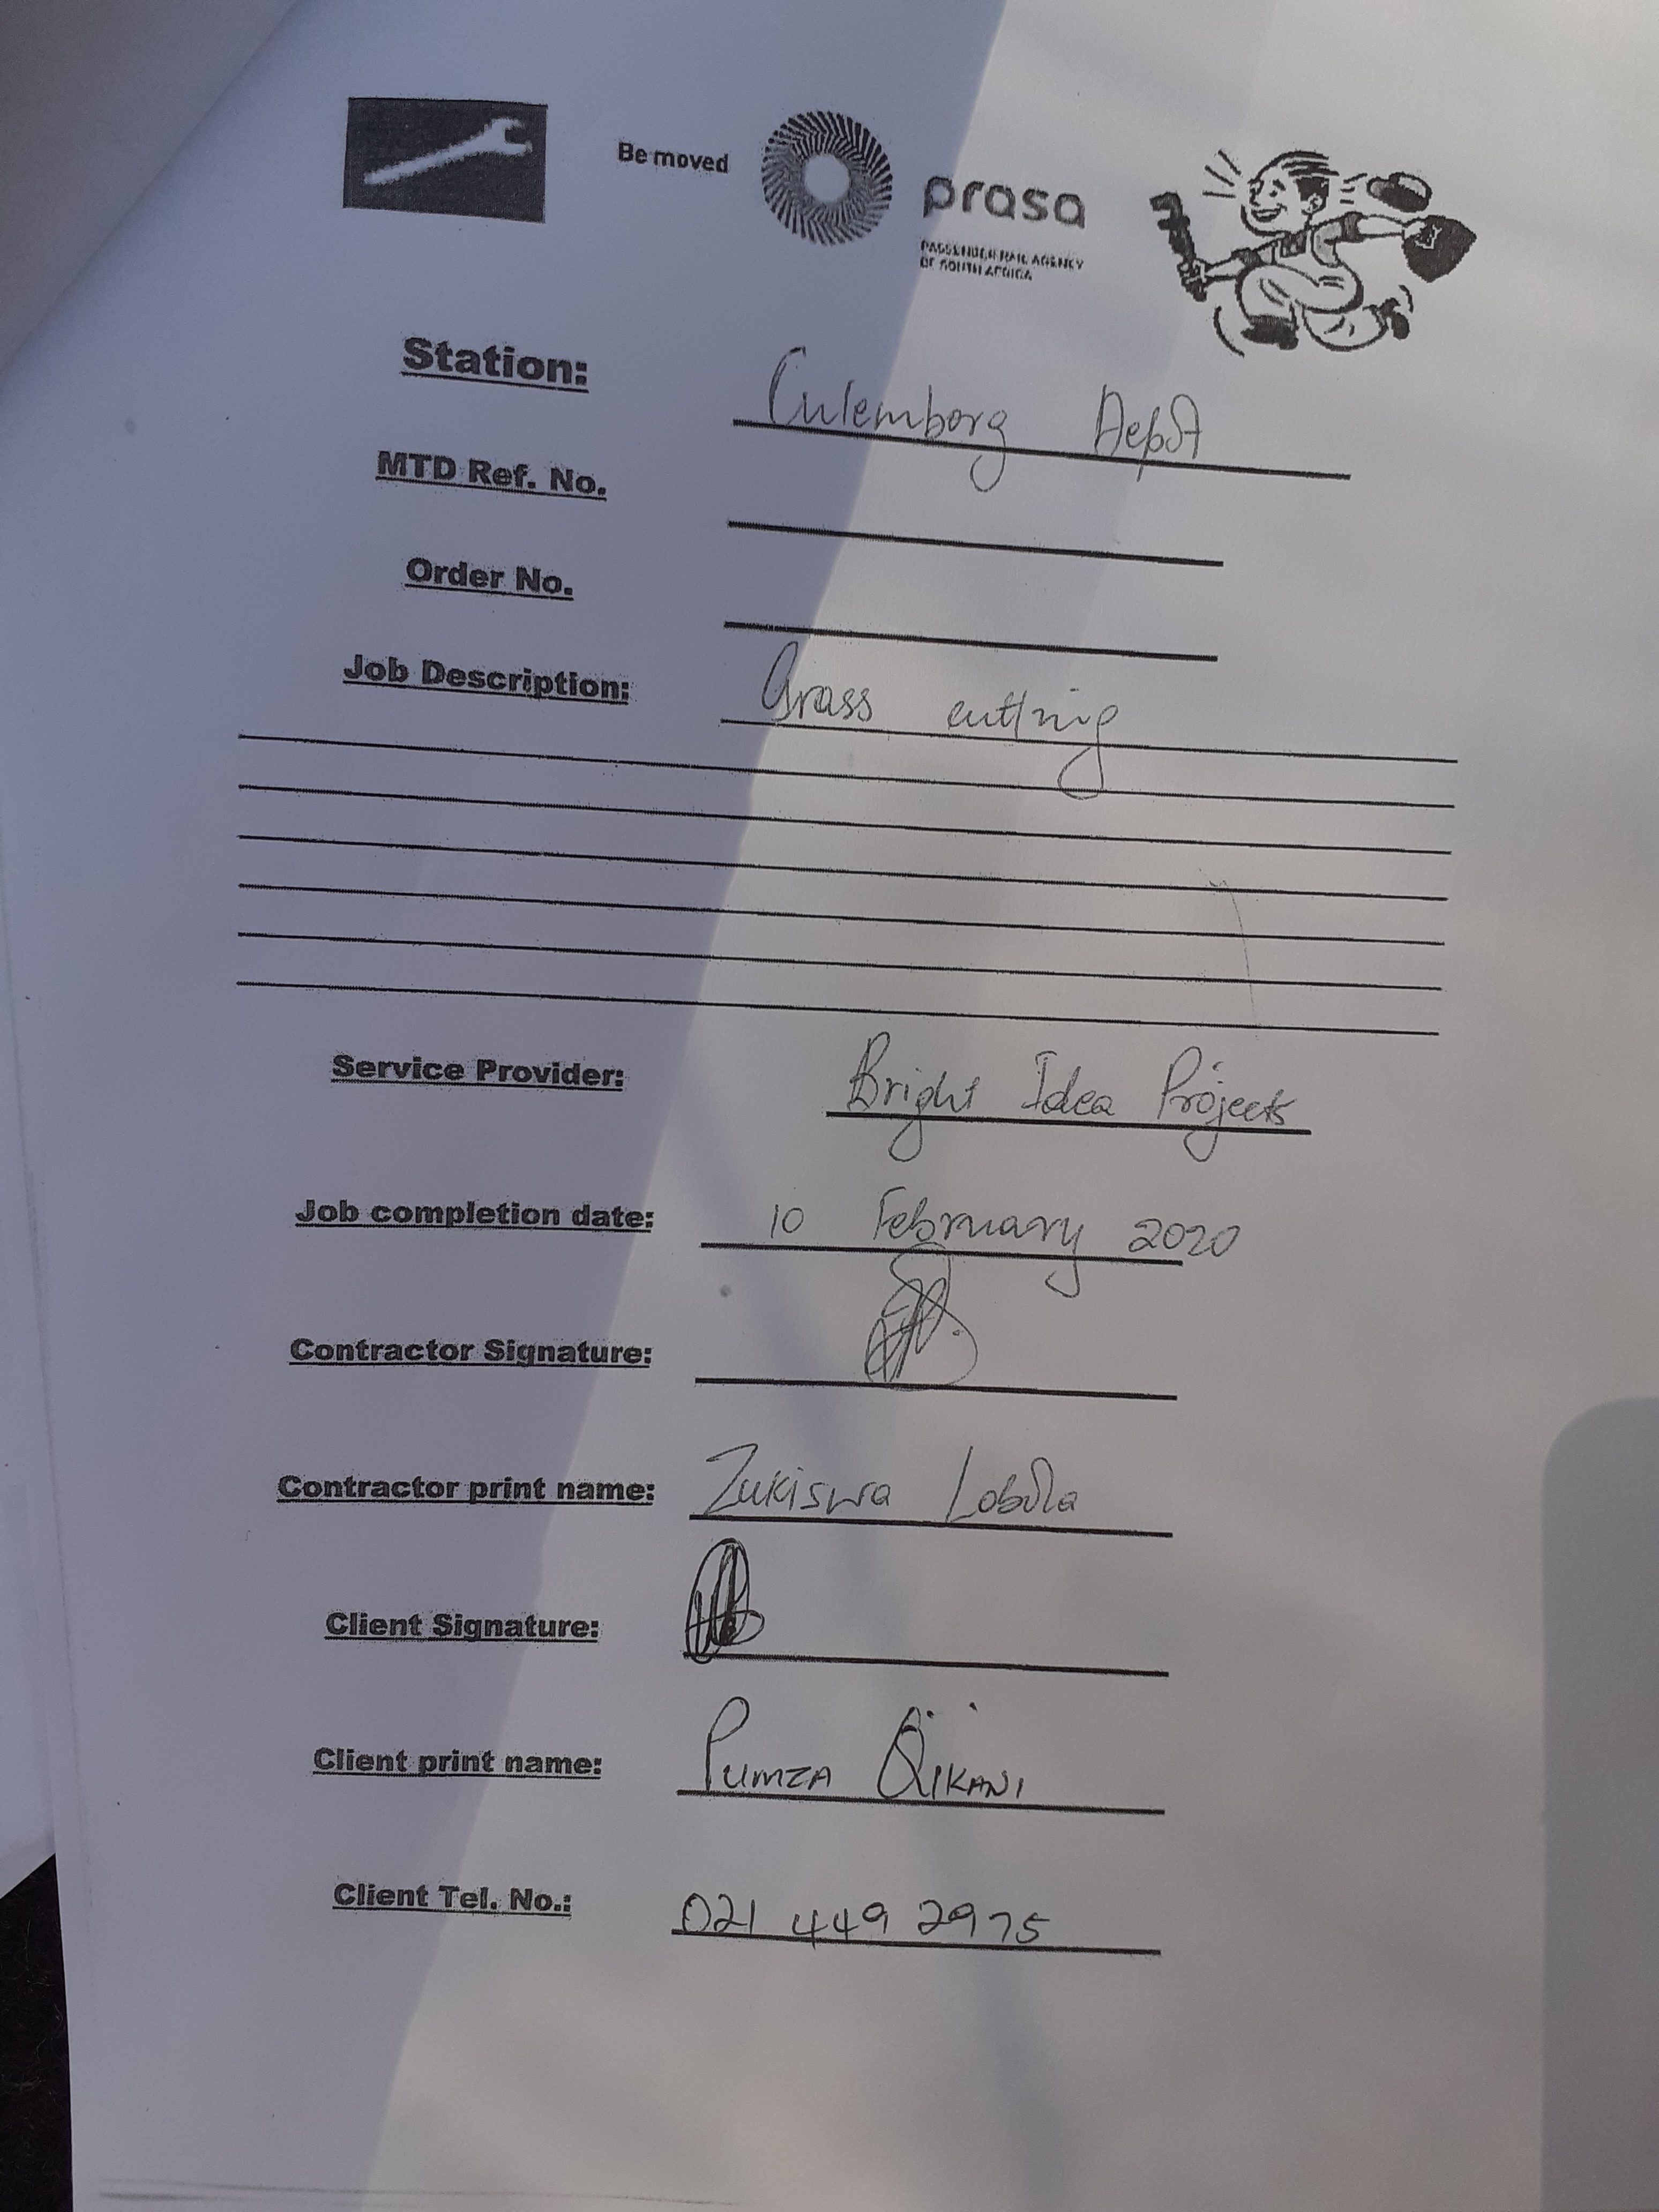 Be moved
prasa
PASSENGER RAIL AGENCY
OF SOUTH AFRICA
Station: Culemborg Depot
MTD Ref. No.
Order No.
Job Description: Grass cutting
Service Provider: Bright Idea Projects
Job completion date: 10 February 2020
Contractor Signature:
Contractor print name: Zukiswa Lobola
Client Signature:
Client print name: Pumza Qikani
Client Tel. No.: 021 449 2975